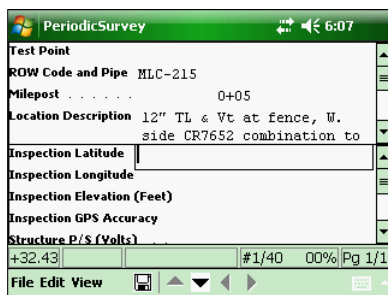 PeriodicSurvey 6:07
Test Point
ROW Code and Pipe MLC-215
Milepost . . . . . . 0+05
Location Description 12" TL & Vt at fence, W.
side CR7652 combination to
Inspection Latitude
Inspection Longitude
Inspection Elevation (Feet)
Inspection GPS Accuracy
Structure P/S (Volts) . .
+32.43 #1/40 00% Pg 1/1
File Edit View